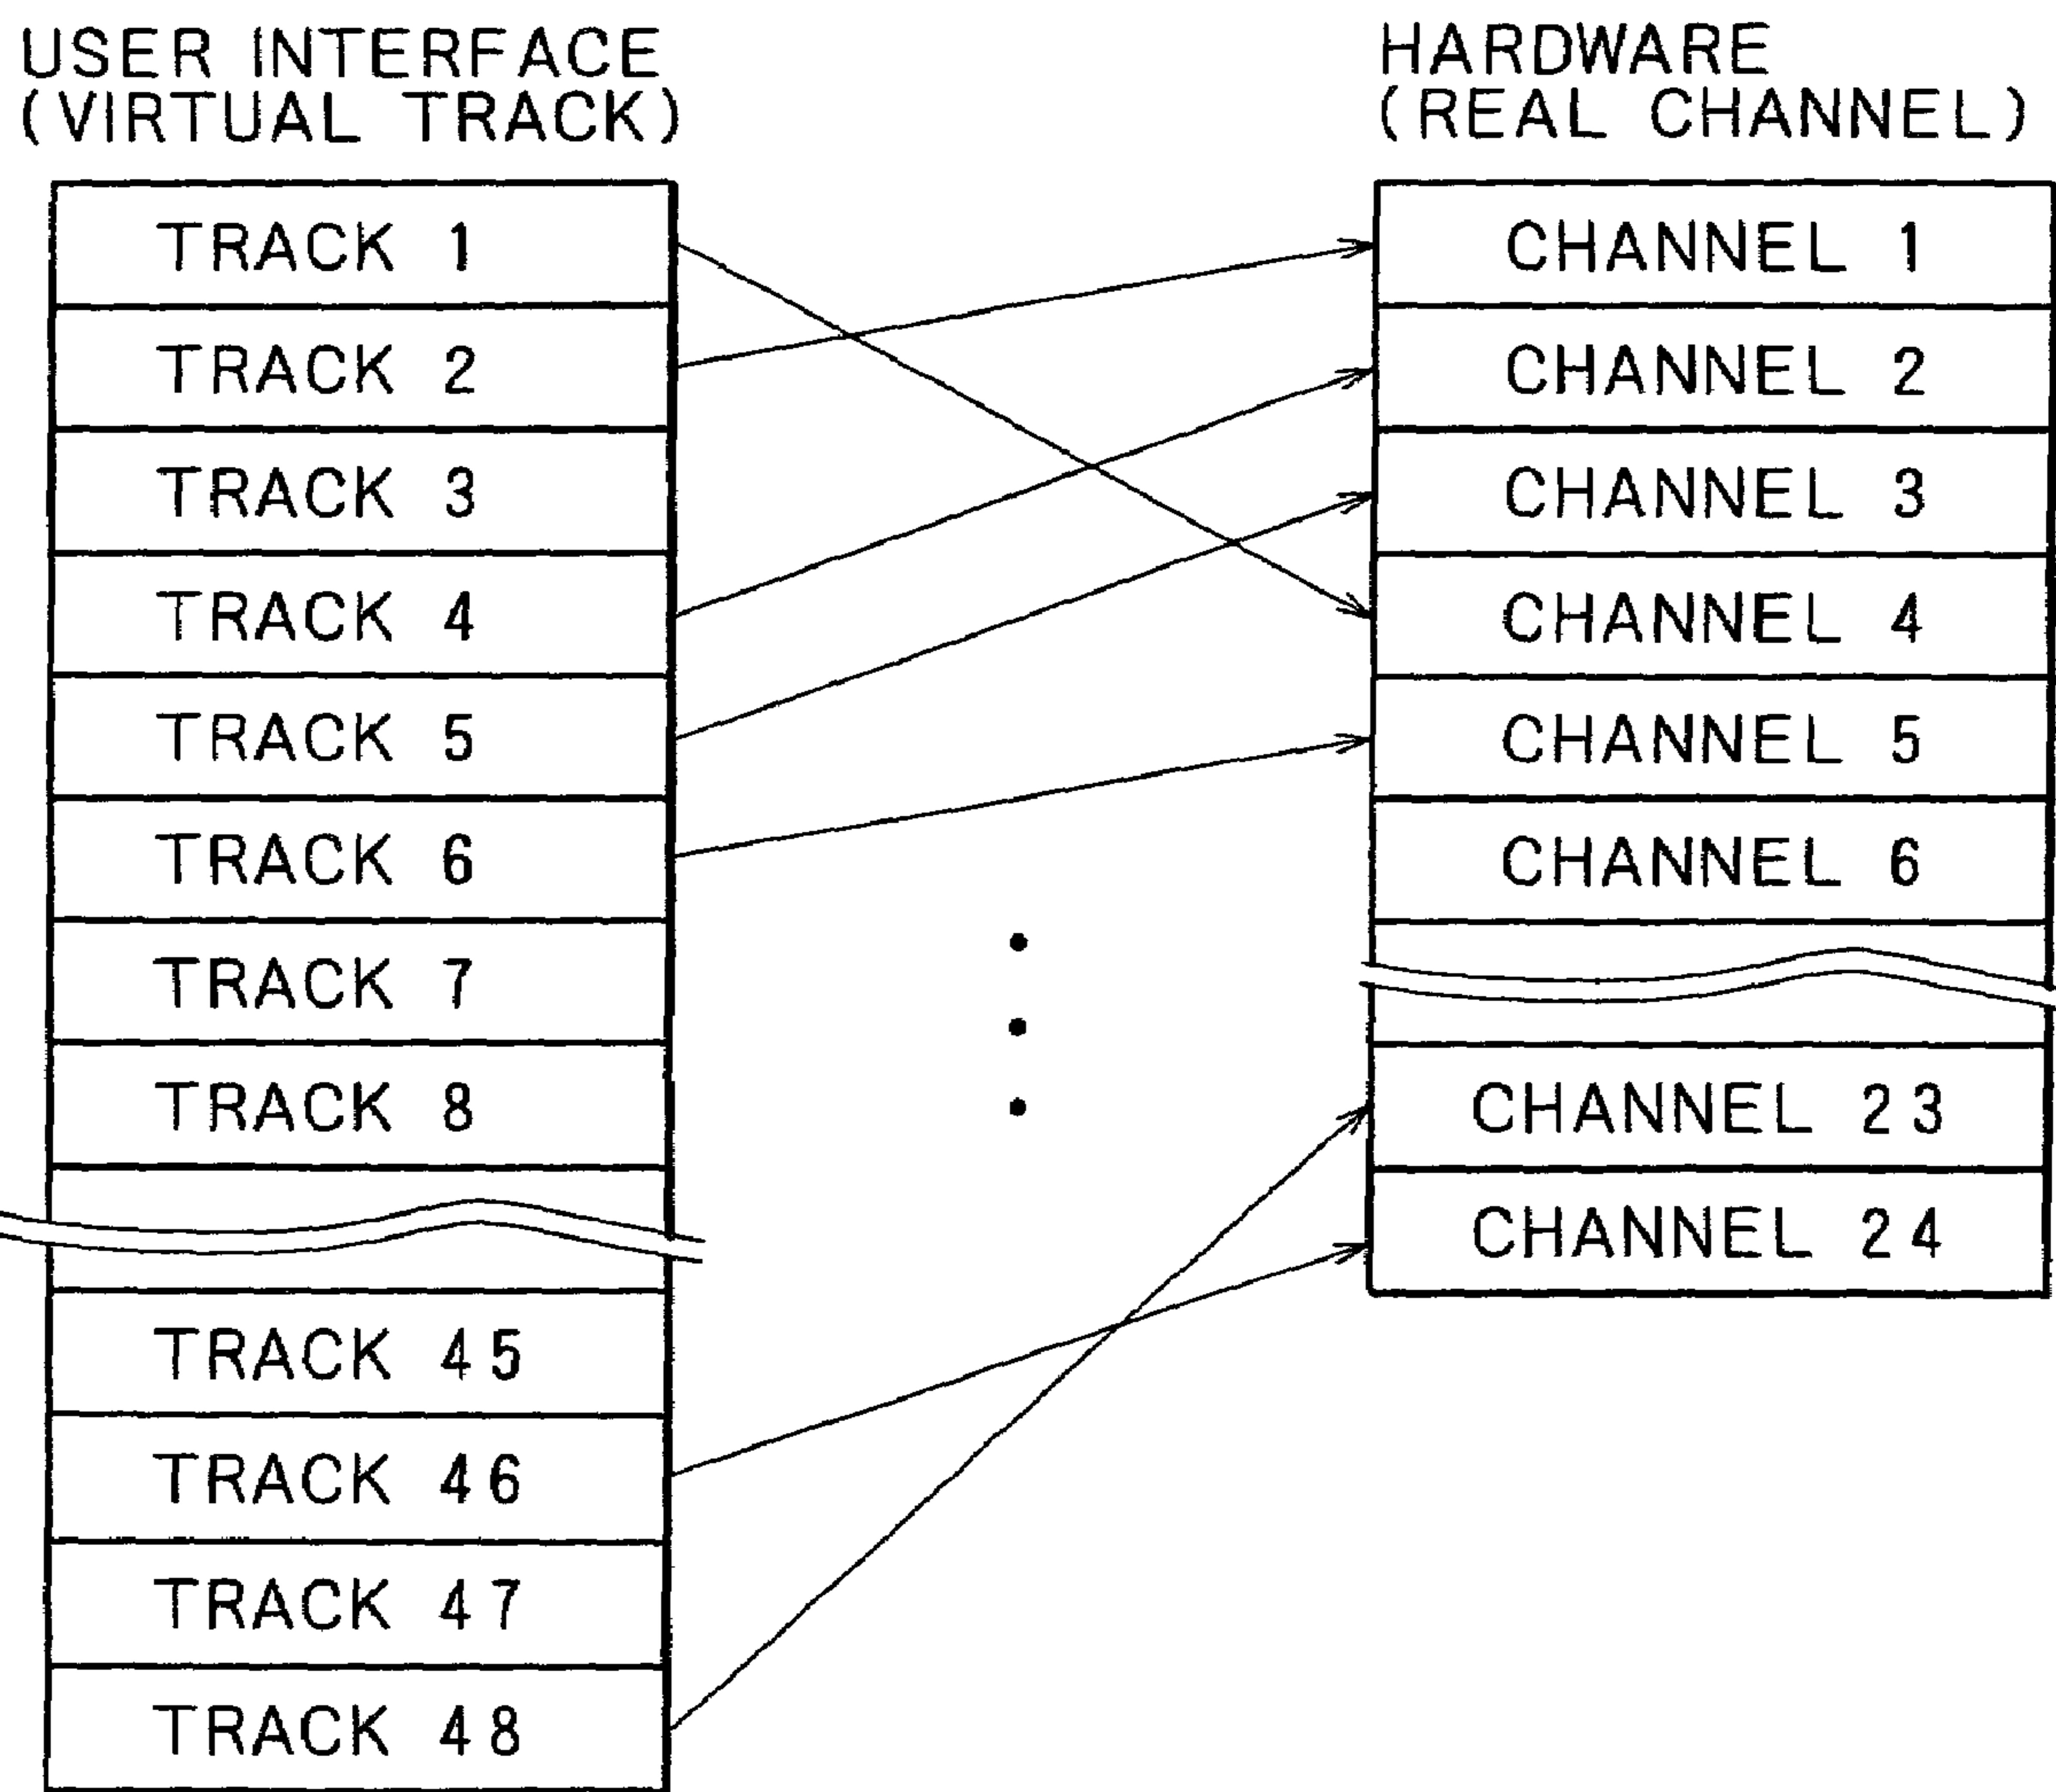 USER INTERFACE
(VIRTUAL TRACK)
TRACK 1
TRACK 2
TRACK 3
TRACK 4
TRACK 5
TRACK 6
TRACK 7
TRACK 8
TRACK 45
TRACK 46
TRACK 47
TRACK 48
HARDWARE
(REAL CHANNEL)
CHANNEL 1
CHANNEL 2
CHANNEL 3
CHANNEL 4
CHANNEL 5
CHANNEL 6
CHANNEL 23
CHANNEL 24